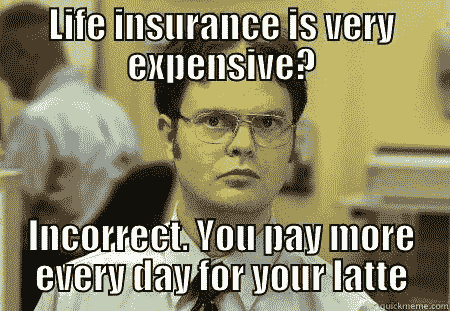 Life insurance is very
expensive?
Incorrect. You pay more
every day for your latte
quickmeme.com